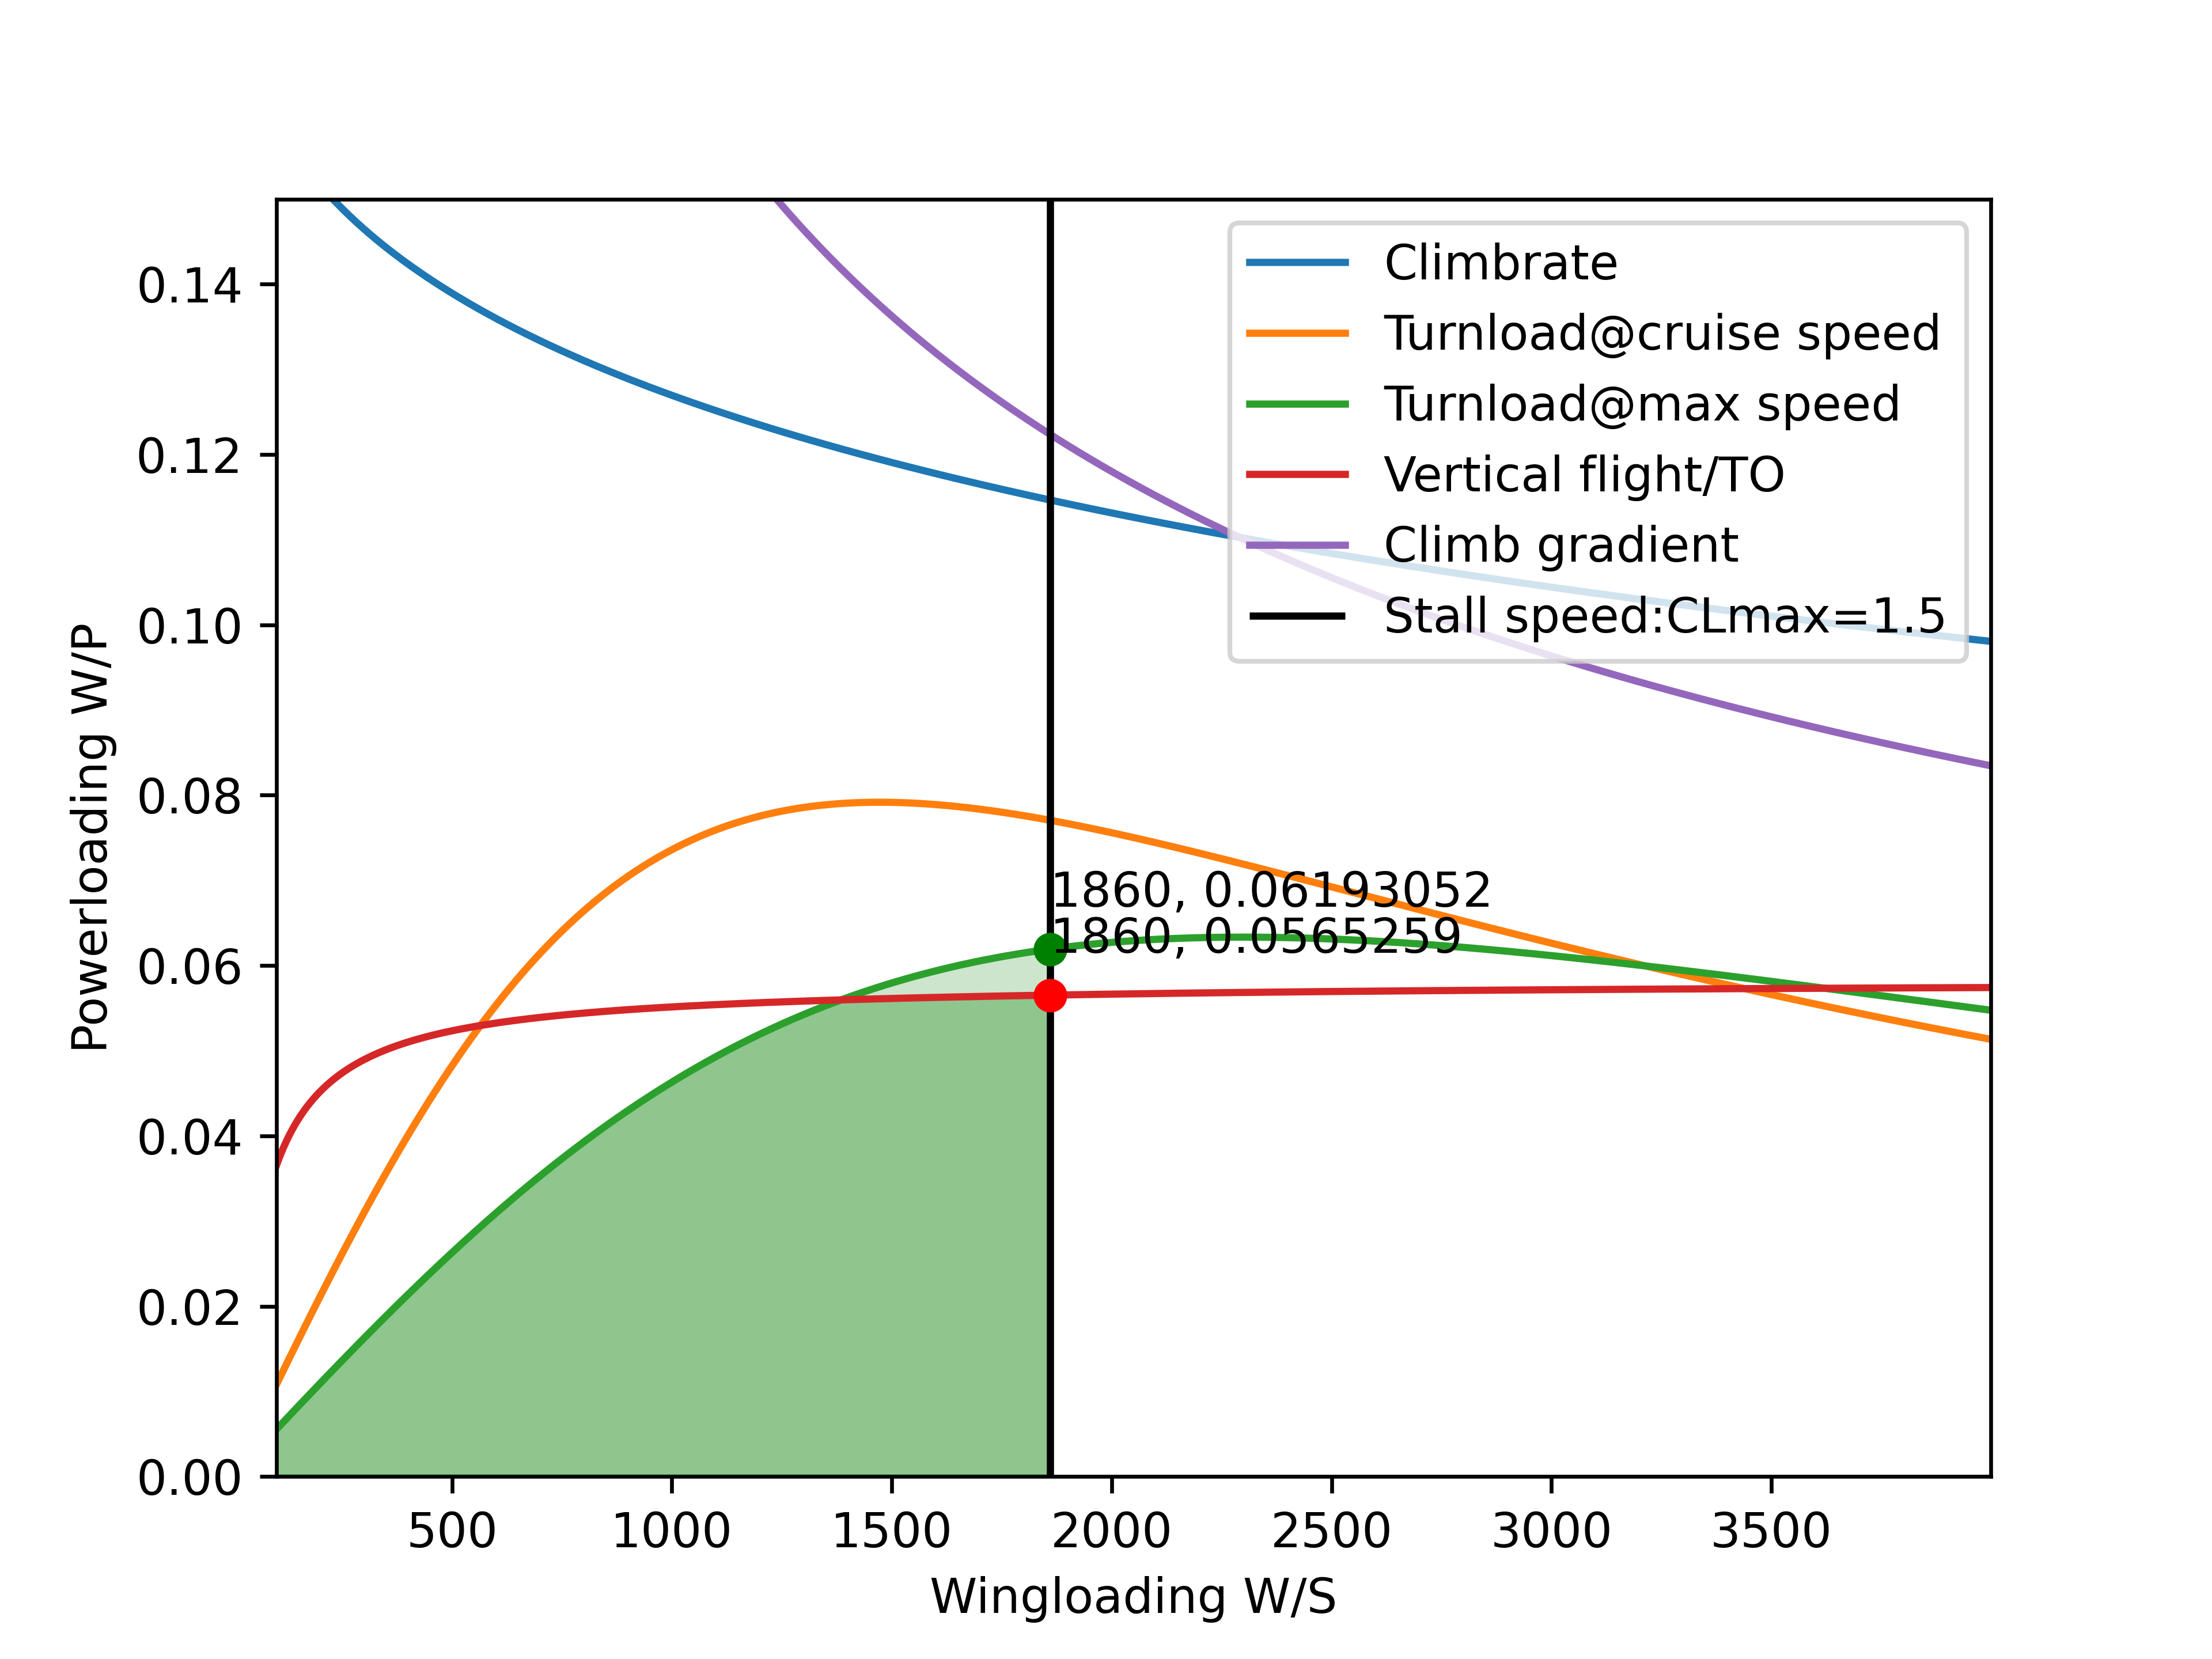 Climbrate
Turnload@cruise speed
Turnload@max speed
Vertical flight/TO
Climb gradient
Stall speed:CLmax=1.5
0.14
0.12
0.10
0.08
0.06
0.04
0.02
0.00
Powerloading W/P
1860, 0.06193052
1860, 0.0565259
500
1000
1500
2000
2500
3000
3500
Wingloading W/S